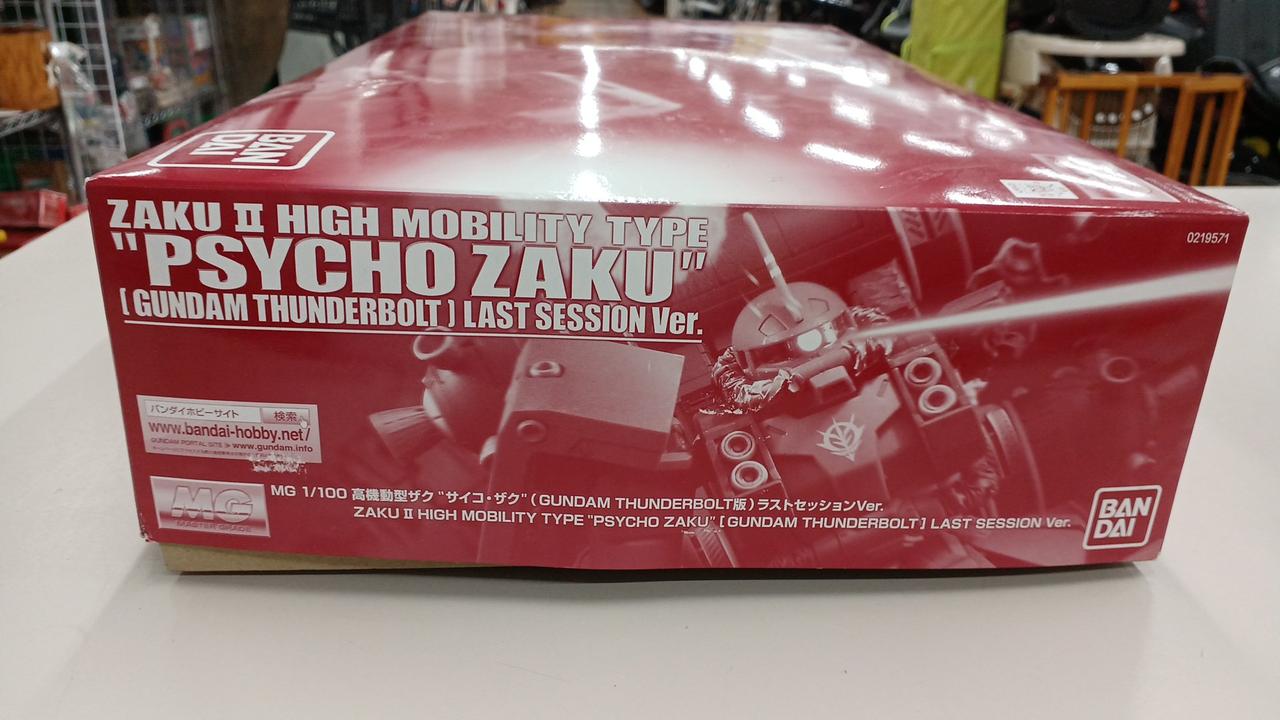 BAN
DAI
ZAKU II HIGH MOBILITY TYPE
"PSYCHO ZAKU"
[GUNDAM THUNDERBOLT] LAST SESSION Ver.
0219571
バンダイホビーサイト 検索
www.bandai-hobby.net/
GUNDAM PORTAL SITE ≫ www.gundam.info
MG
MASTER GRADE
MG 1/100 高機動型ザク "サイコ・ザク" (GUNDAM THUNDERBOLT版) ラストセッションVer.
ZAKU II HIGH MOBILITY TYPE "PSYCHO ZAKU" [GUNDAM THUNDERBOLT] LAST SESSION Ver.
BAN
DAI